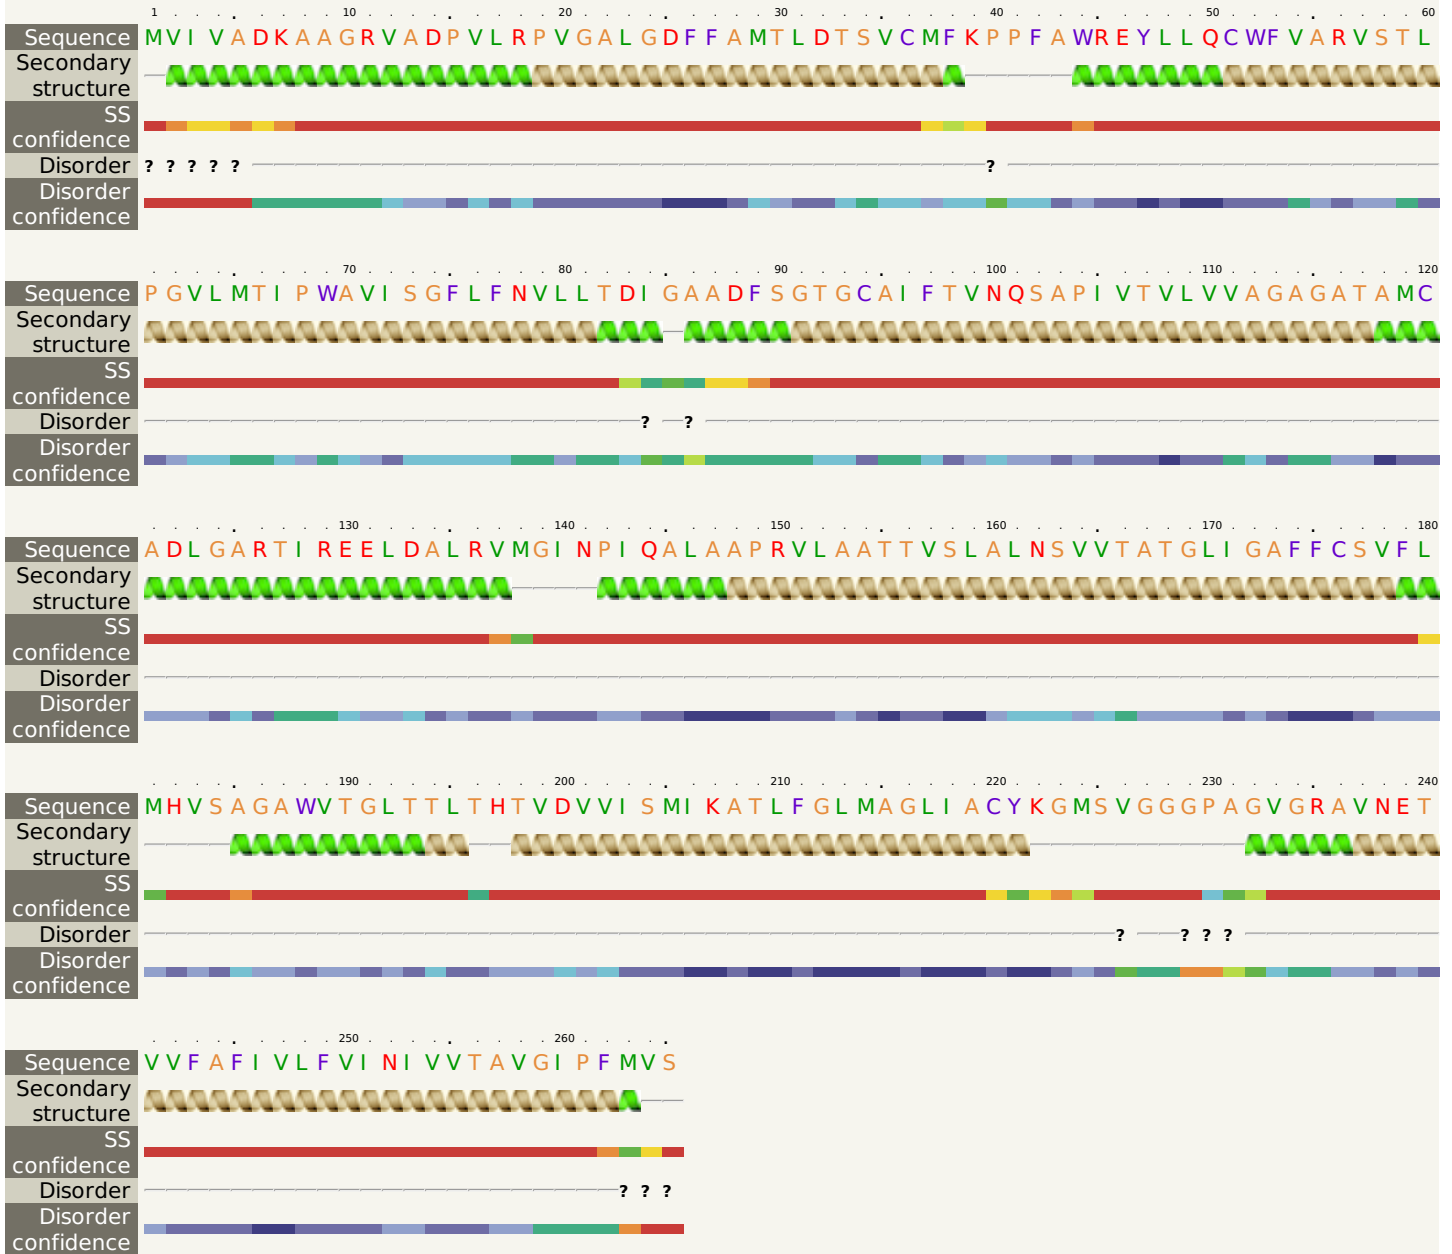 1 10 20 30 40 50 60
Sequence MVIVADKAAGRVADPVLRPVGALGDFFAMTLDTSVCMFKPPFAWREYLLQCWFVARVSTL
Secondary
structure
SS
confidence
Disorder ? ? ? ? ? ?
Disorder
confidence
70 80 90 100 110 120
Sequence PGVLMTIPWAVISGFLFNVLLTDIGAADFSGTGCAIFTVNQSAPIVTVLVVAGAGATAMC
Secondary
structure
SS
confidence
Disorder ? ?
Disorder
confidence
130 140 150 160 170 180
Sequence ADLGARTIREELDALRVMGINPIQALAAPRVLAATTVSLALNSVVTATGLIGAFFCSVFL
Secondary
structure
SS
confidence
Disorder
Disorder
confidence
190 200 210 220 230 240
Sequence MHVSAGAWVTGLTTLTHTVDVVISMIKATLFGLMAGLIACYKGMSVGGGPAGVGRAVNET
Secondary
structure
SS
confidence
Disorder ? ? ? ?
Disorder
confidence
250 260
Sequence VVFAFIVLFVINIVVTAVGIPFMVS
Secondary
structure
SS
confidence
Disorder ? ? ?
Disorder
confidence